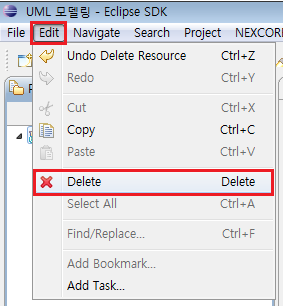 UML 모델링 - Eclipse SDK
File Edit Navigate Search Project NEXCOR
Undo Delete Resource Ctrl+Z
Redo Ctrl+Y
Cut Ctrl+X
Copy Ctrl+C
Paste Ctrl+V
Delete Delete
Select All Ctrl+A
Find/Replace... Ctrl+F
Add Bookmark...
Add Task...